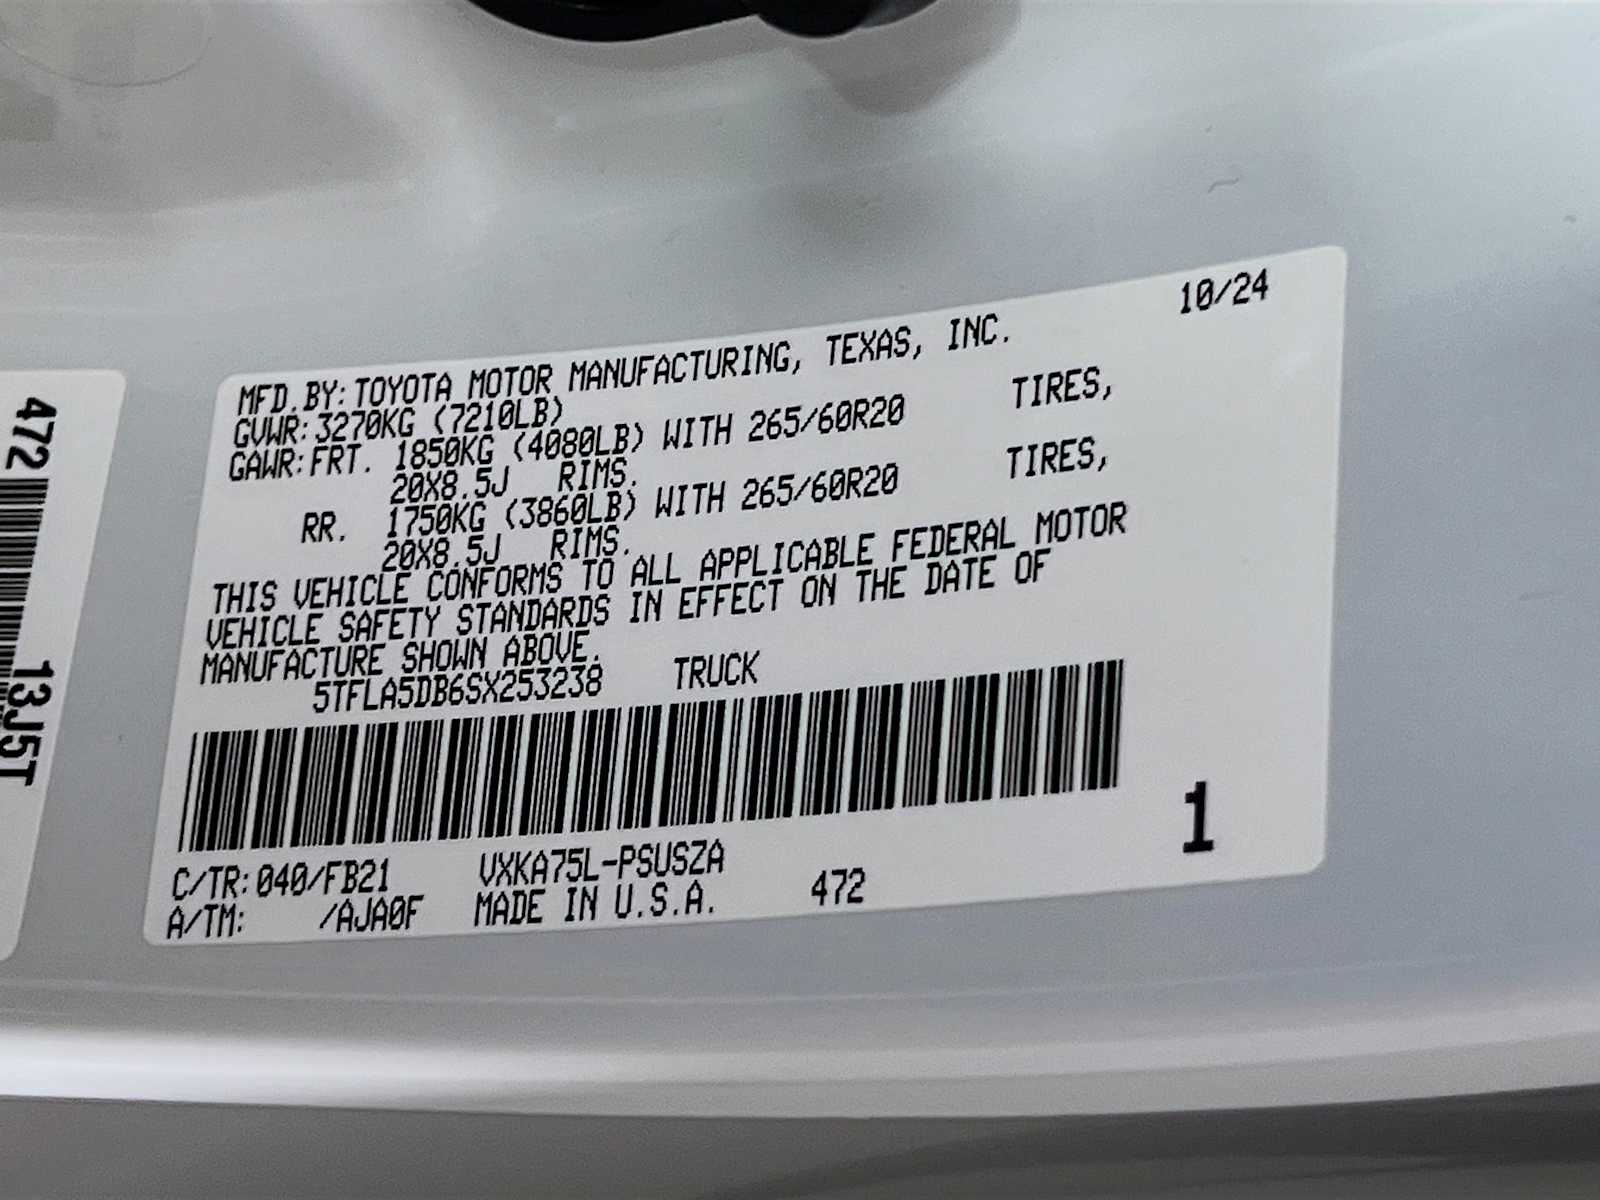 10/24
MFD.BY:TOYOTA MOTOR MANUFACTURING, TEXAS, INC.
GVWR:3270KG (7210LB)
GAWR:FRT. 1850KG (4080LB) WITH 265/60R20 TIRES,
20X8.5J RIMS.
RR. 1750KG (3860LB) WITH 265/60R20 TIRES,
20X8.5J RIMS.
THIS VEHICLE CONFORMS TO ALL APPLICABLE FEDERAL MOTOR
VEHICLE SAFETY STANDARDS IN EFFECT ON THE DATE OF
MANUFACTURE SHOWN ABOVE.
5TFLA5DB6SX253238 TRUCK
1
C/TR:040/FB21 VXKA75L-PSUSZA
A/TM: /AJA0F MADE IN U.S.A. 472
472
13J5T